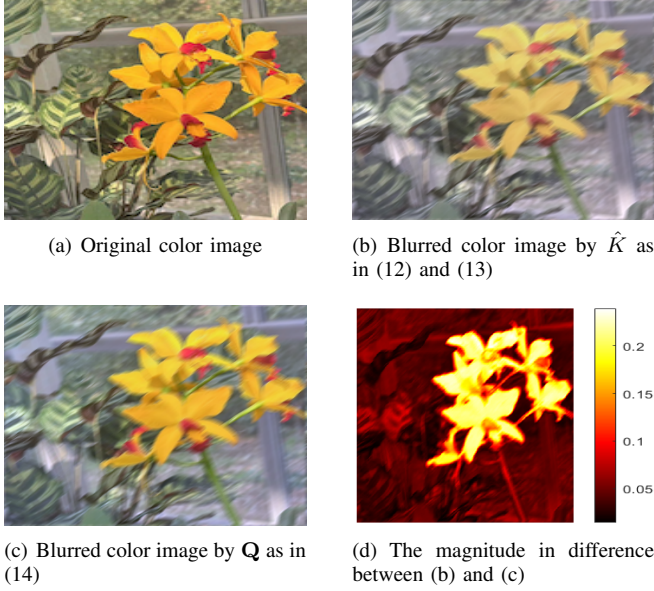 (a) Original color image
(b) Blurred color image by K̂ as
in (12) and (13)
0.2
0.15
0.1
0.05
(c) Blurred color image by Q as in
(14)
(d) The magnitude in difference
between (b) and (c)